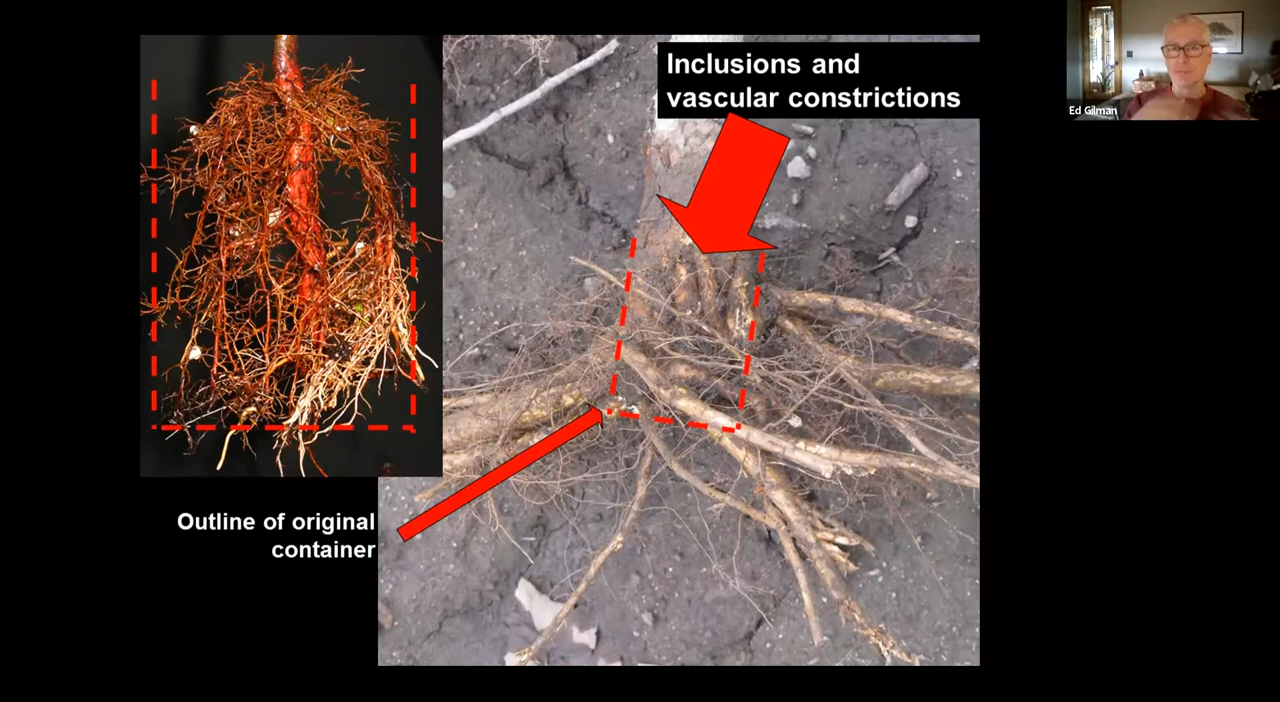 Inclusions and
vascular constrictions
Ed Gilman
Outline of original
container